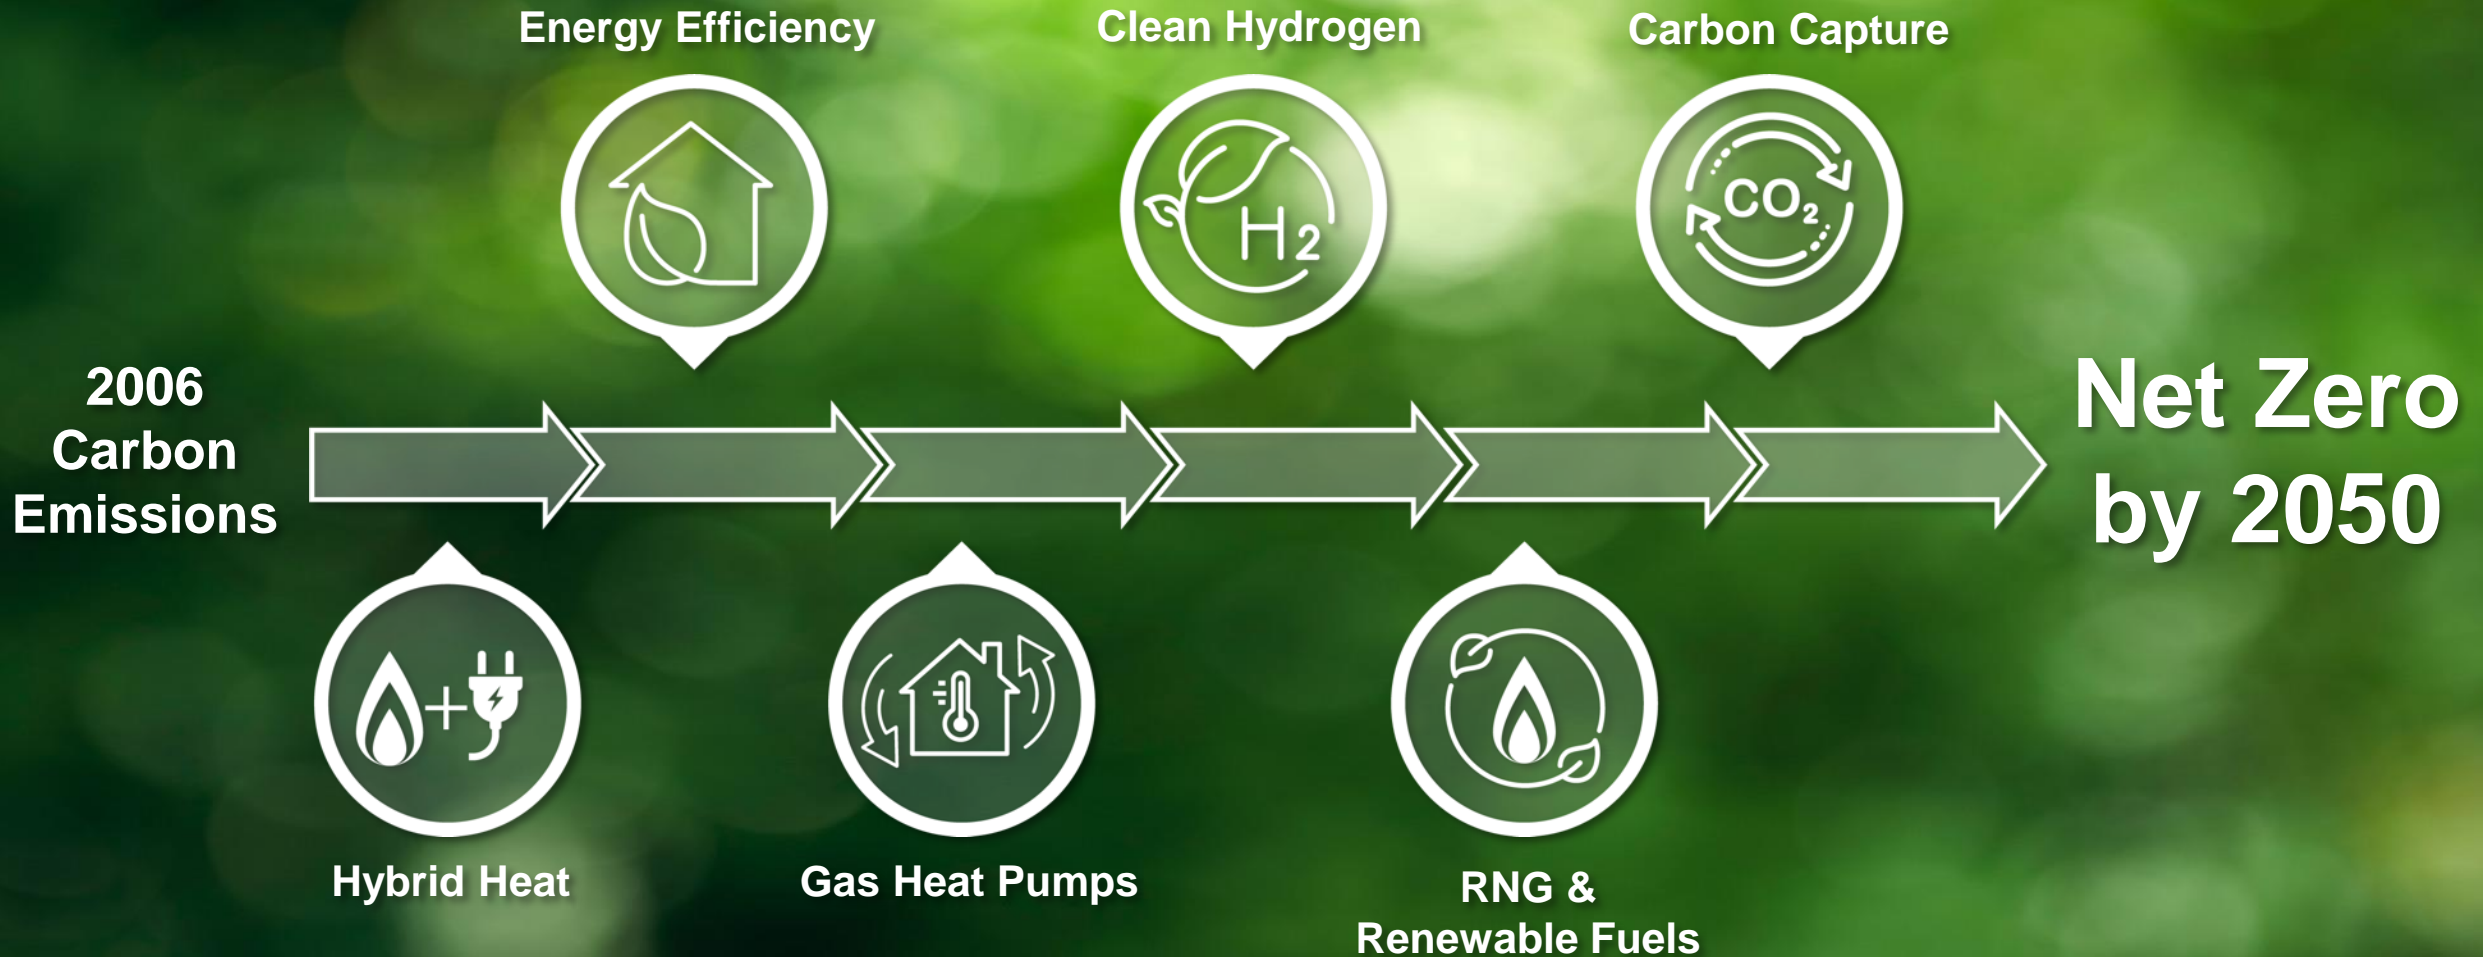 Energy Efficiency
Clean Hydrogen
Carbon Capture
H2
CO₂
2006
Carbon
Emissions
Net Zero
by 2050
Hybrid Heat
Gas Heat Pumps
RNG &
Renewable Fuels